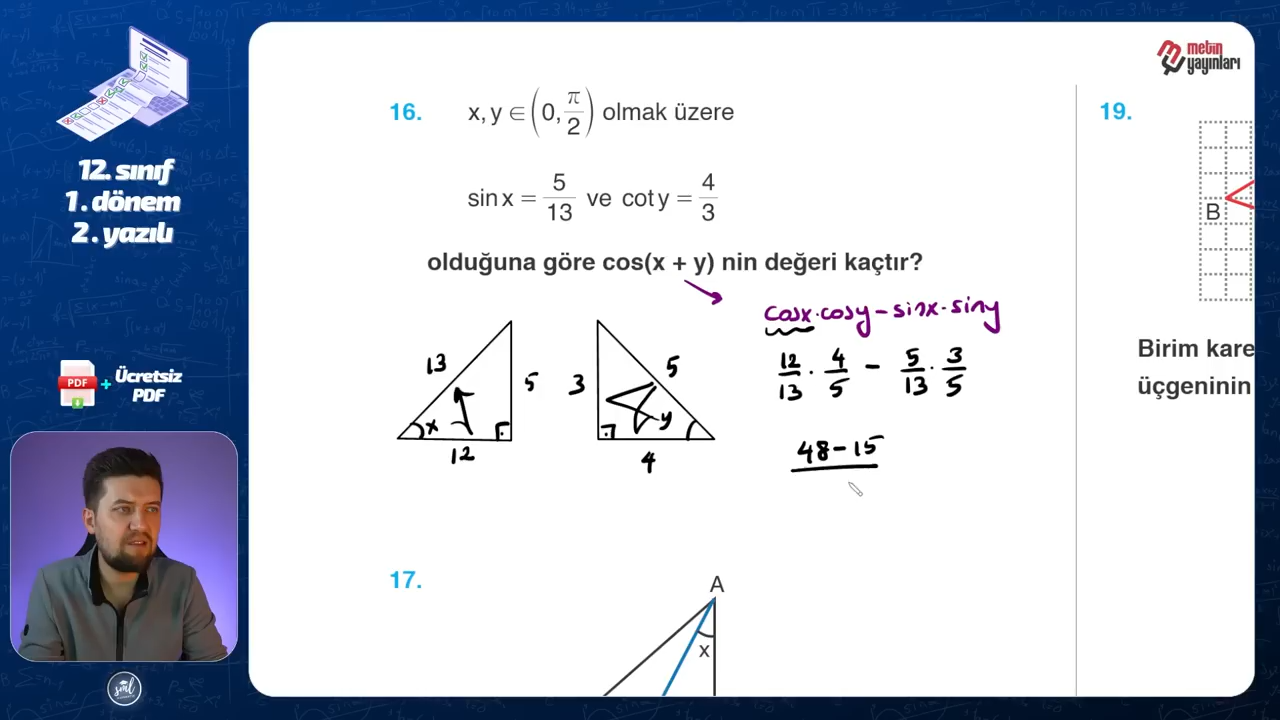 12. sınıf
1. dönem
2. yazılı
PDF
+
Ücretsiz
PDF
sml
metin
yayınları
16. x, y ∈ (0, π/2) olmak üzere
sin x = 5/13 ve cot y = 4/3
olduğuna göre cos(x + y) nin değeri kaçtır?
cosx·cosy-sinx·siny
12/13 · 4/5 - 5/13 · 3/5
48-15
13
5
x
12
3
5
y
4
17.
A
x
19.
B
Birim kare
üçgeninin